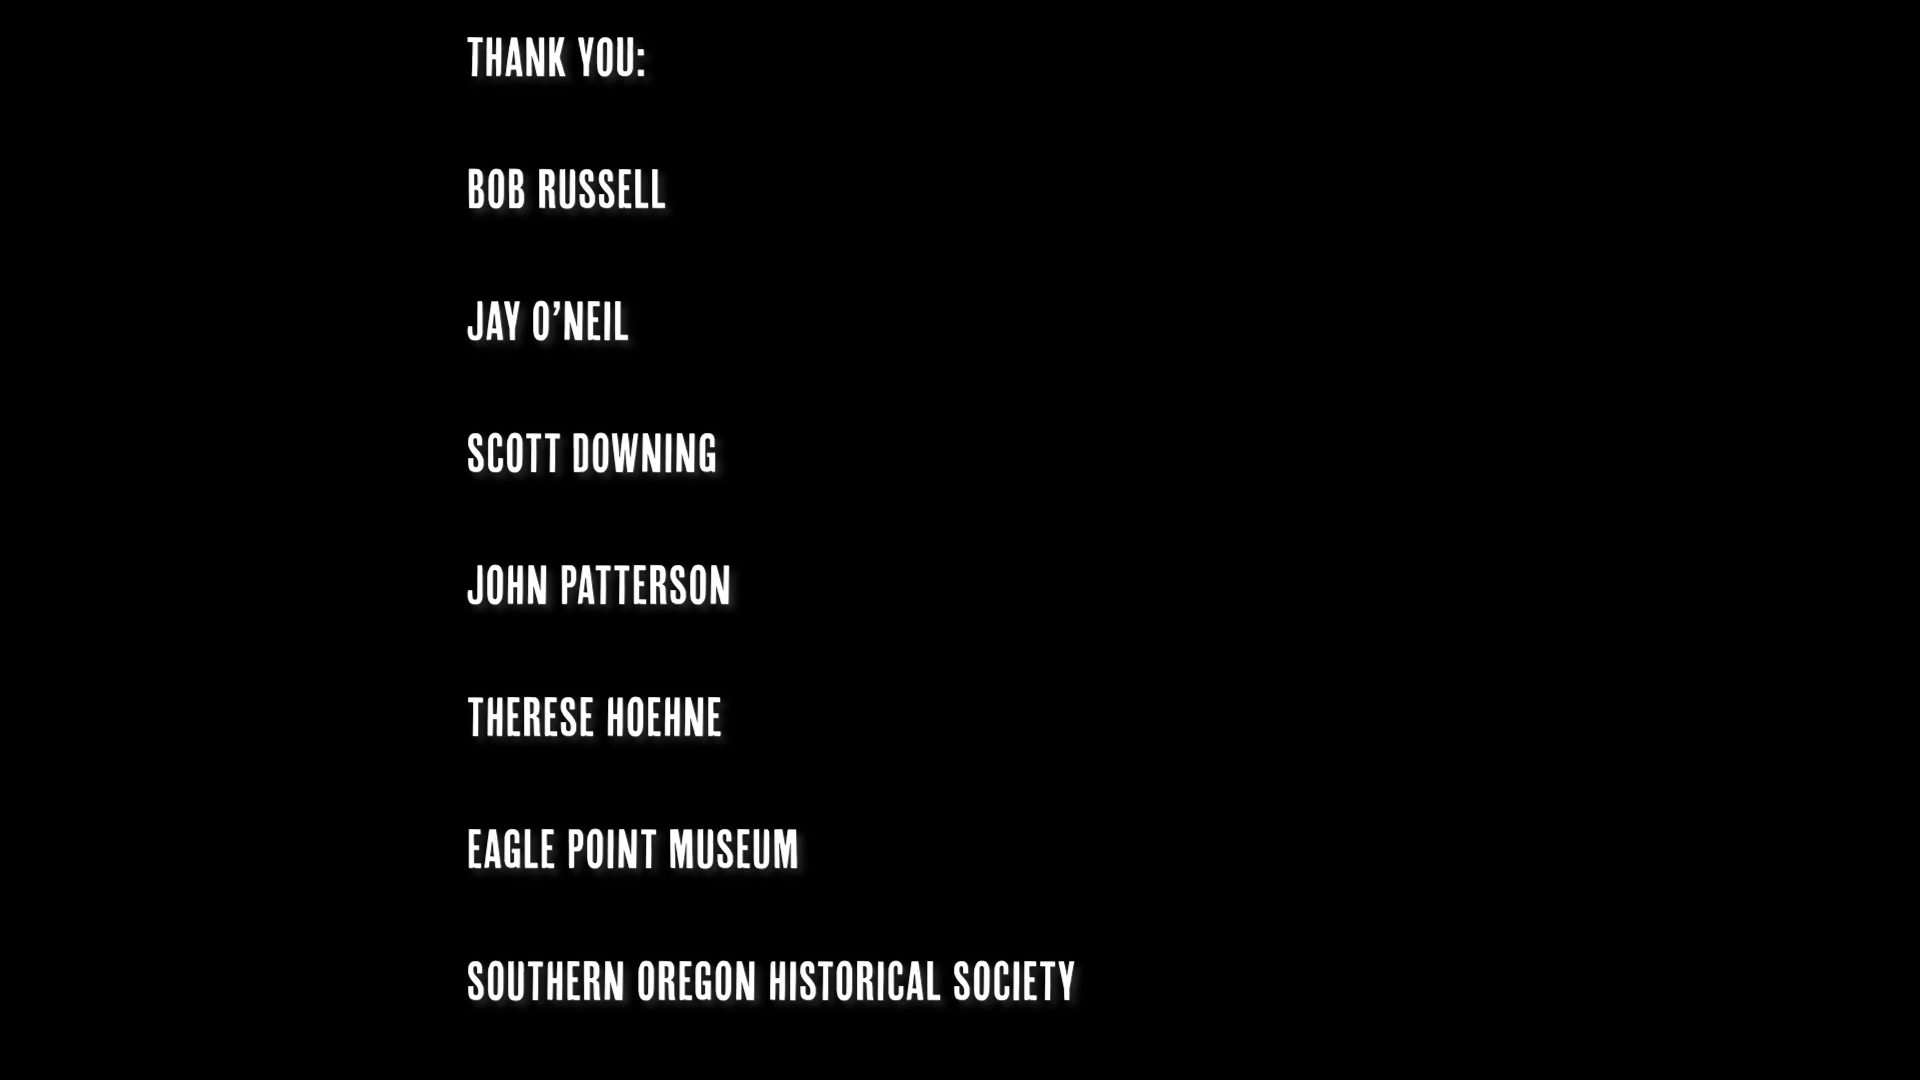 THANK YOU:
BOB RUSSELL
JAY O’NEIL
SCOTT DOWNING
JOHN PATTERSON
THERESE HOEHNE
EAGLE POINT MUSEUM
SOUTHERN OREGON HISTORICAL SOCIETY